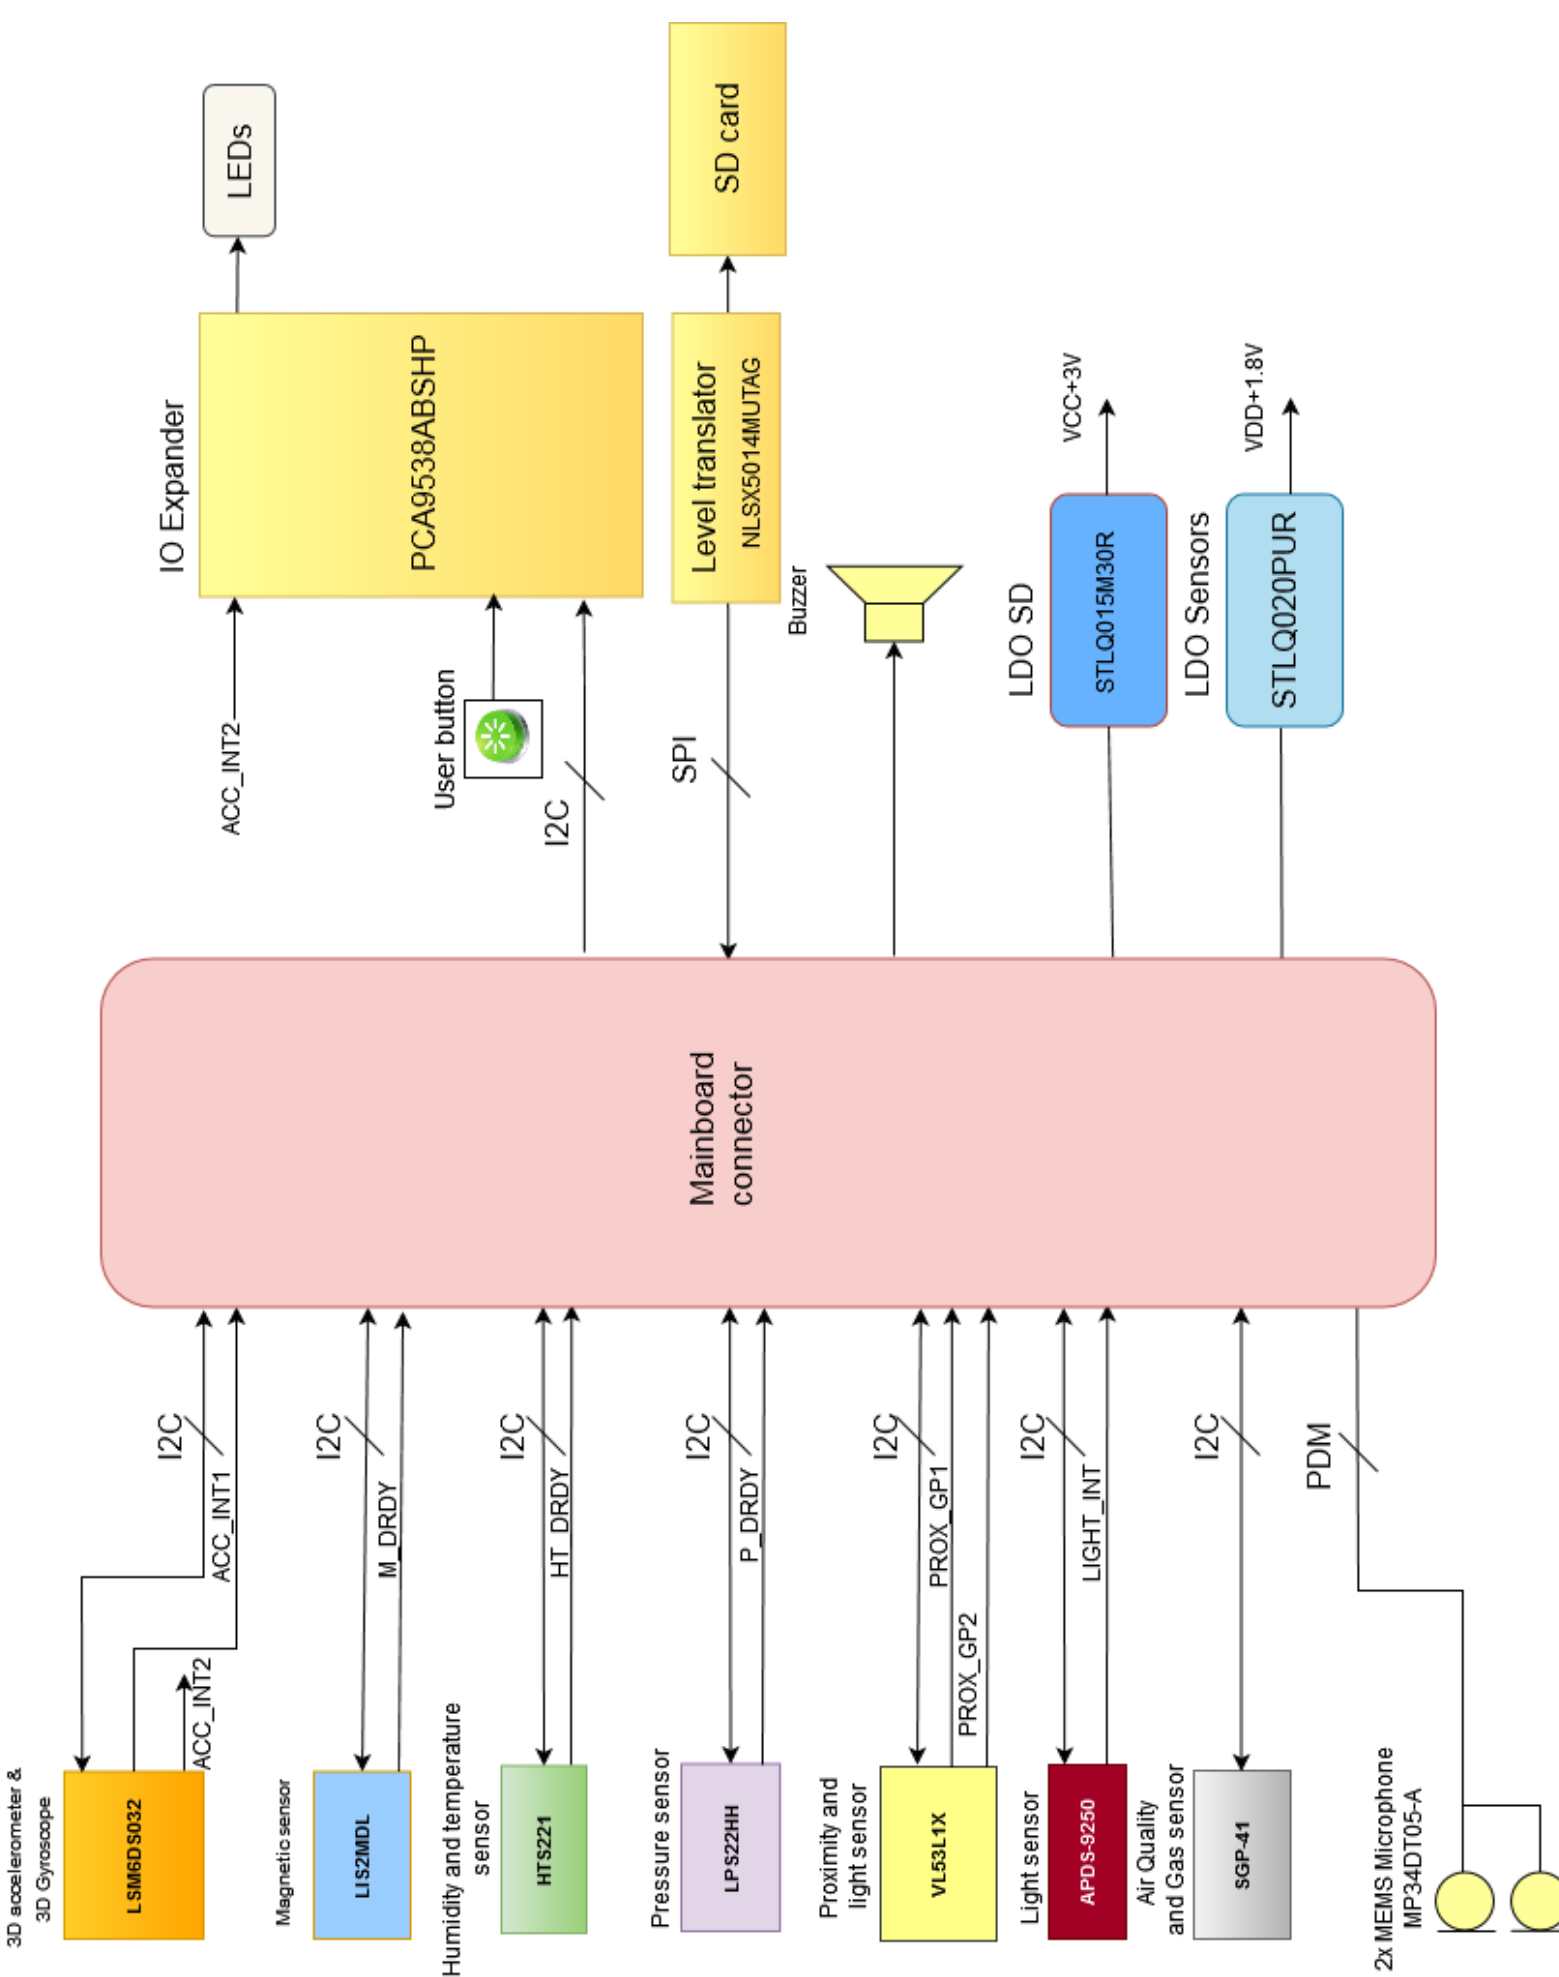 3D accelerometer &
3D Gyroscope
LSM6DS032
I2C
ACC_INT1
ACC_INT2
Magnetic sensor
LIS2MDL
I2C
M_DRDY
Humidity and temperature
sensor
HTS221
I2C
HT_DRDY
Pressure sensor
LPS22HH
I2C
P_DRDY
Proximity and
light sensor
VL53L1X
I2C
PROX_GP1
PROX_GP2
Light sensor
APDS-9250
I2C
LIGHT_INT
Air Quality
and Gas sensor
SGP-41
I2C
2x MEMS Microphone
MP34DT05-A
PDM
Mainboard
connector
ACC_INT2
IO Expander
PCA9538ABSHP
LEDs
User button
I2C
SPI
Level translator
NLSX5014MUTAG
SD card
Buzzer
LDO SD
STLQ015M30R
VCC+3V
LDO Sensors
STLQ020PUR
VDD+1.8V